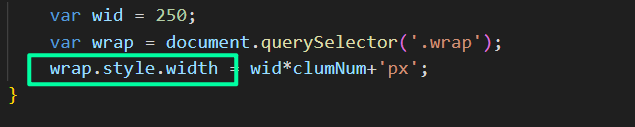 var wid = 250;
var wrap = document.querySelector('.wrap');
wrap.style.width = wid*clumNum+'px';
}